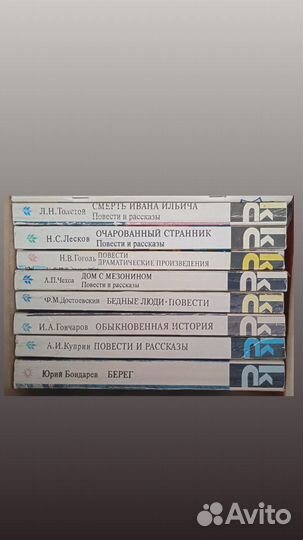 Л.Н.Толстой СМЕРТЬ ИВАНА ИЛЬИЧА
Повести и рассказы
Н.С.Лесков ОЧАРОВАННЫЙ СТРАННИК
Повести и рассказы
Н.В.Гоголь ПОВЕСТИ
ДРАМАТИЧЕСКИЕ ПРОИЗВЕДЕНИЯ
А.П.Чехов ДОМ С МЕЗОНИНОМ
Повести и рассказы
Ф.М.Достоевский БЕДНЫЕ ЛЮДИ·ПОВЕСТИ
И.А.Гончаров ОБЫКНОВЕННАЯ ИСТОРИЯ
А.И.Куприн ПОВЕСТИ И РАССКАЗЫ
Юрий Бондарев БЕРЕГ
Avito